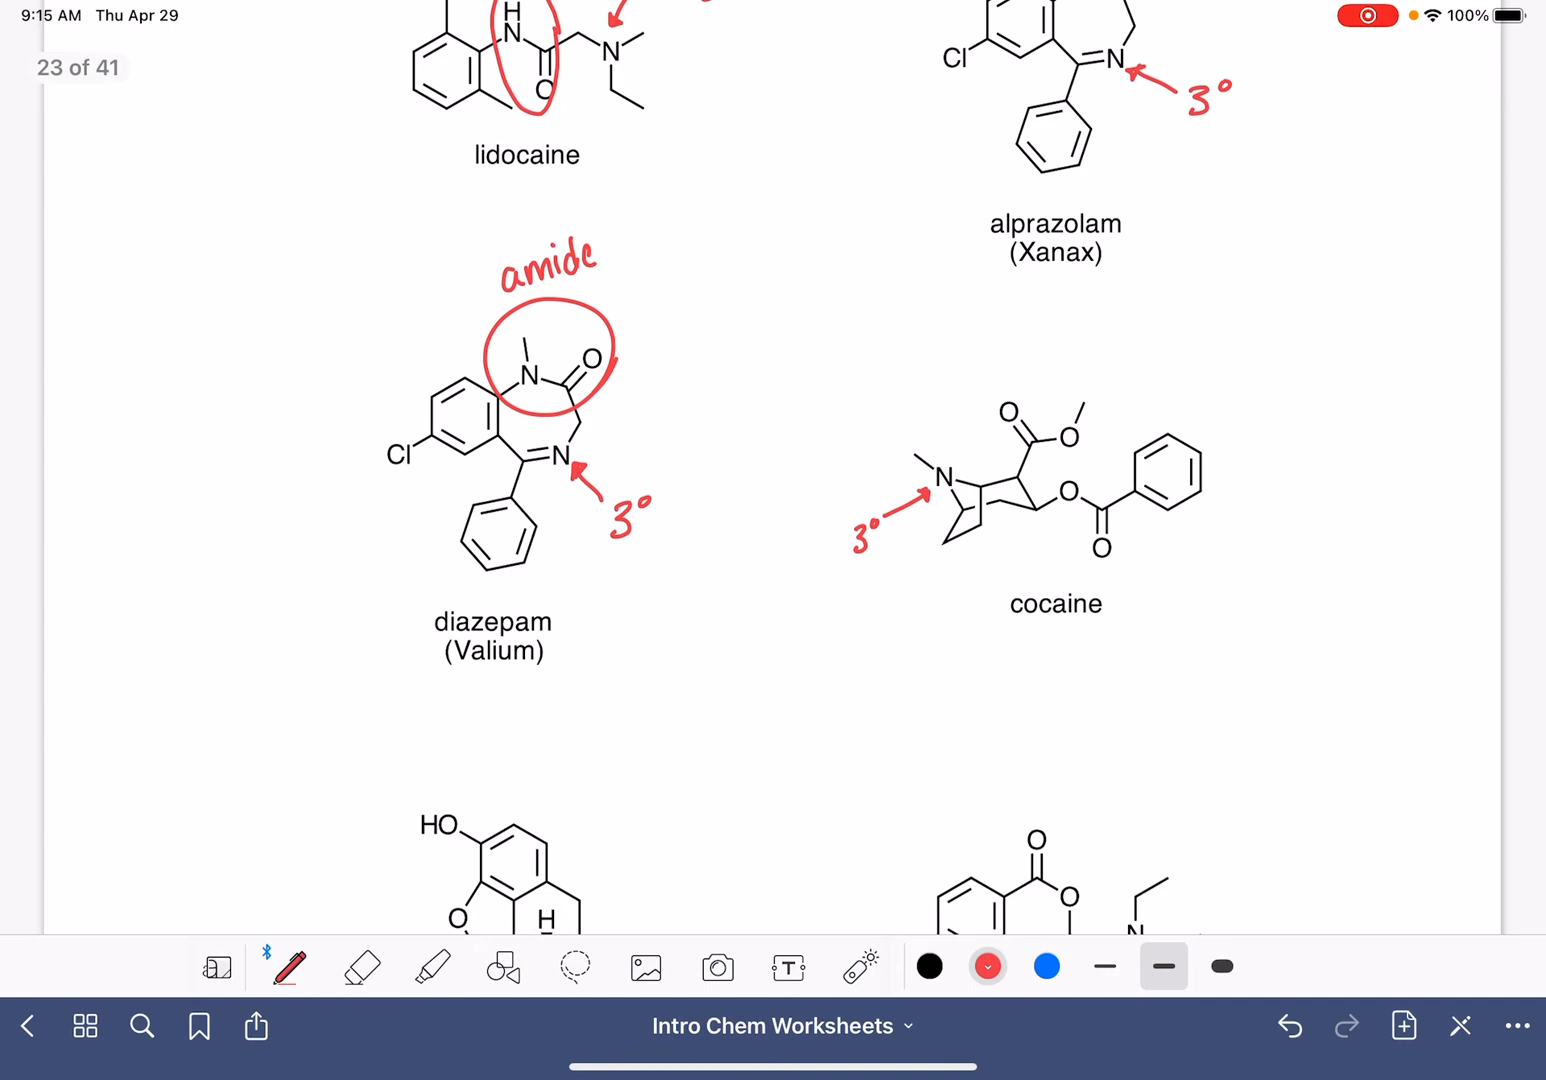 9:15 AM Thu Apr 29
100%
23 of 41
H
N
O
N
lidocaine
Cl
N
3°
alprazolam
(Xanax)
amide
N
O
Cl
N
3°
diazepam
(Valium)
O
O
N
3°
O
O
cocaine
HO
O
H
O
O
N
T
Intro Chem Worksheets